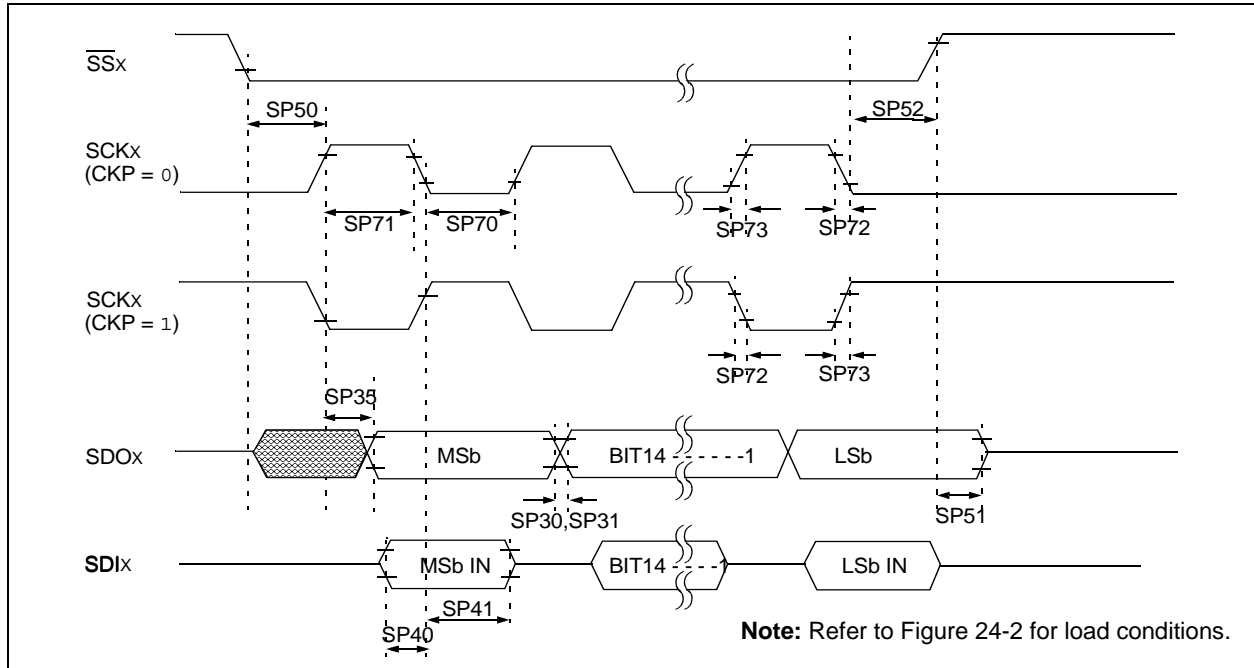 SSX
SP50
SP52
SCKX
(CKP = 0)
SP71
SP70
SP73
SP72
SCKX
(CKP = 1)
SP72
SP73
SP35
SDOX
MSb
BIT14 - - - - - -1
LSb
SP30,SP31
SP51
SDIX
MSb IN
BIT14 - - - -1
LSb IN
SP41
SP40
Note: Refer to Figure 24-2 for load conditions.